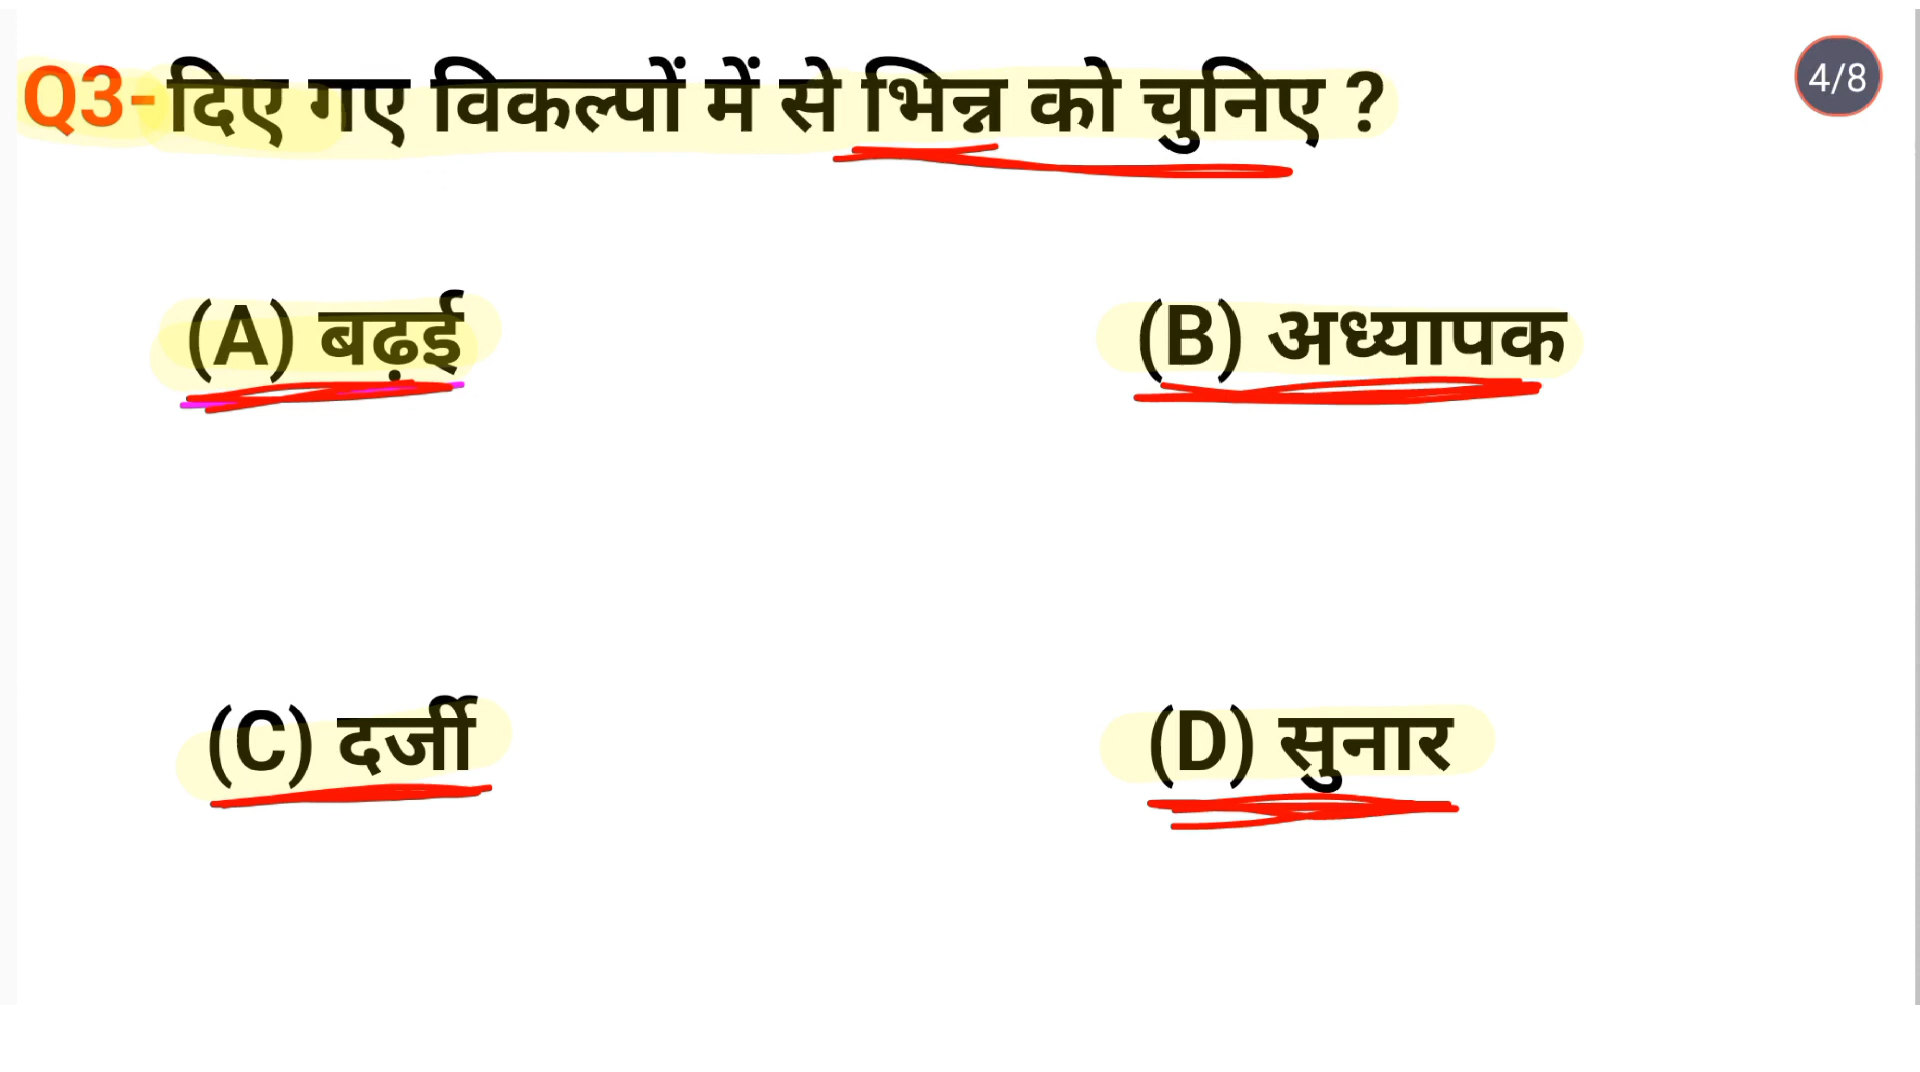 Q3- दिए गए विकल्पों में से भिन्न को चुनिए ?
4/8
(A) बढ़ई
(B) अध्यापक
(C) दर्जी
(D) सुनार